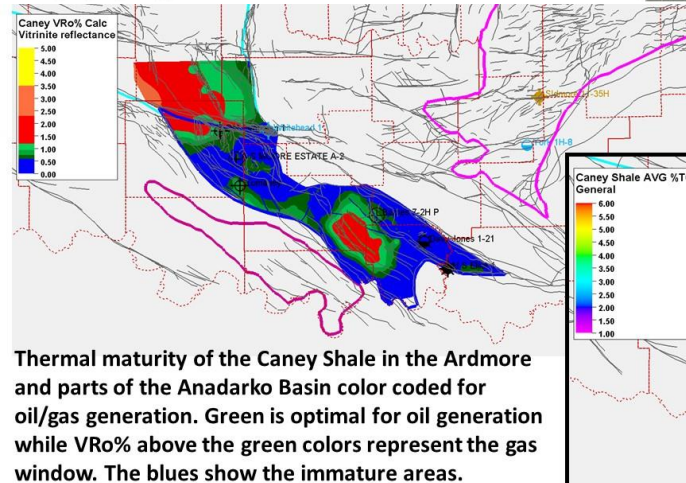 Caney VRo% Calc
Vitrinite reflectance
5.00
4.50
4.00
3.50
3.00
2.50
2.00
1.50
1.00
0.50
0.00
35H
1H-8
ESTATE A-2
2H P
Jones 1-21
Caney Shale AVG %T
General
6.00
5.50
5.00
4.50
4.00
3.50
3.00
2.50
2.00
1.50
1.00
Thermal maturity of the Caney Shale in the Ardmore
and parts of the Anadarko Basin color coded for
oil/gas generation. Green is optimal for oil generation
while VRo% above the green colors represent the gas
window. The blues show the immature areas.